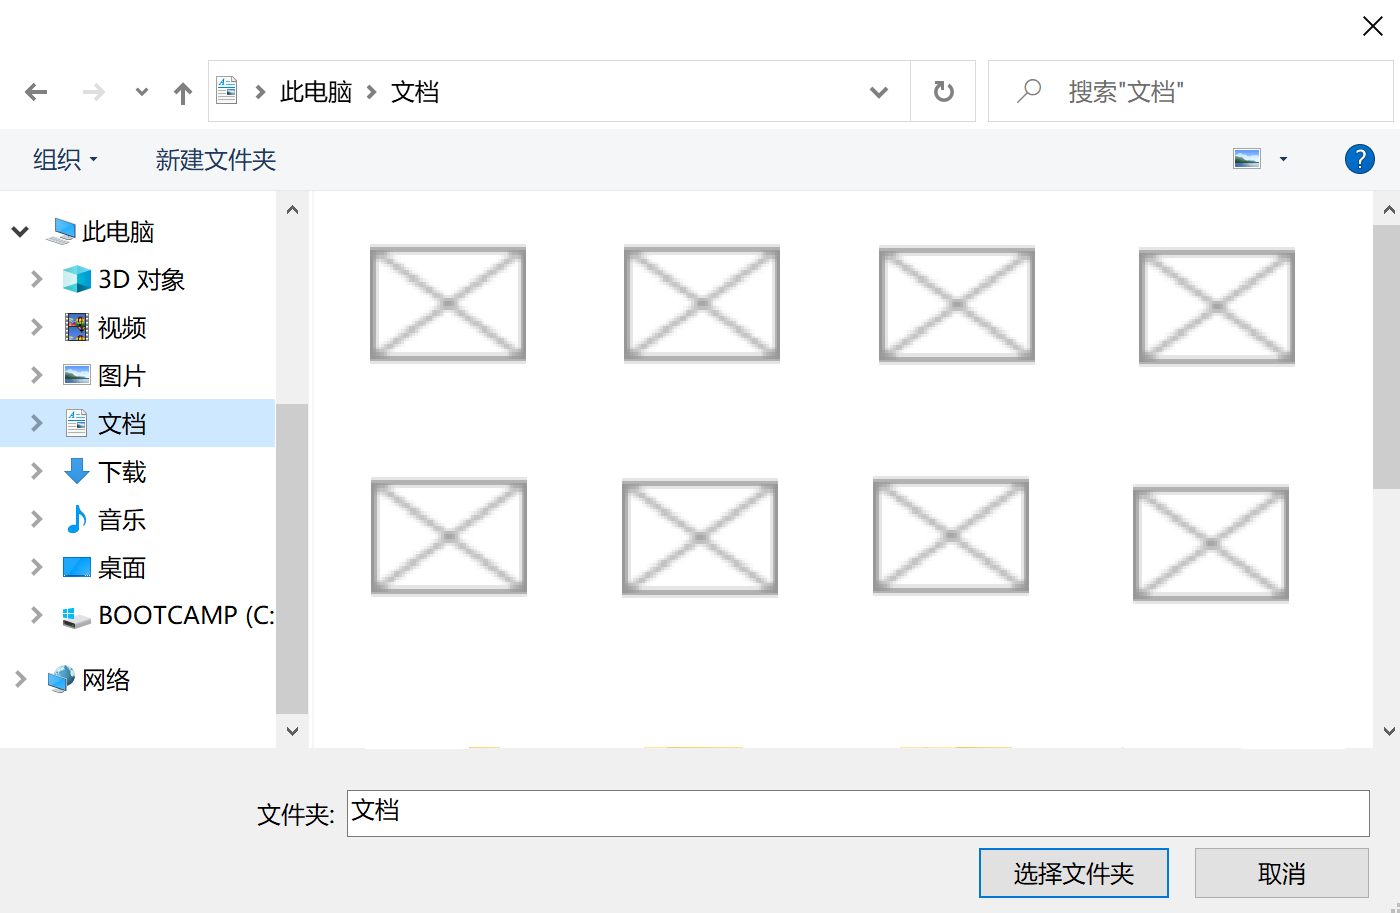 此电脑 文档
搜索"文档"
组织 新建文件夹
?
此电脑
3D 对象
视频
图片
文档
下载
音乐
桌面
BOOTCAMP (C:
网络
文件夹: 文档
选择文件夹 取消